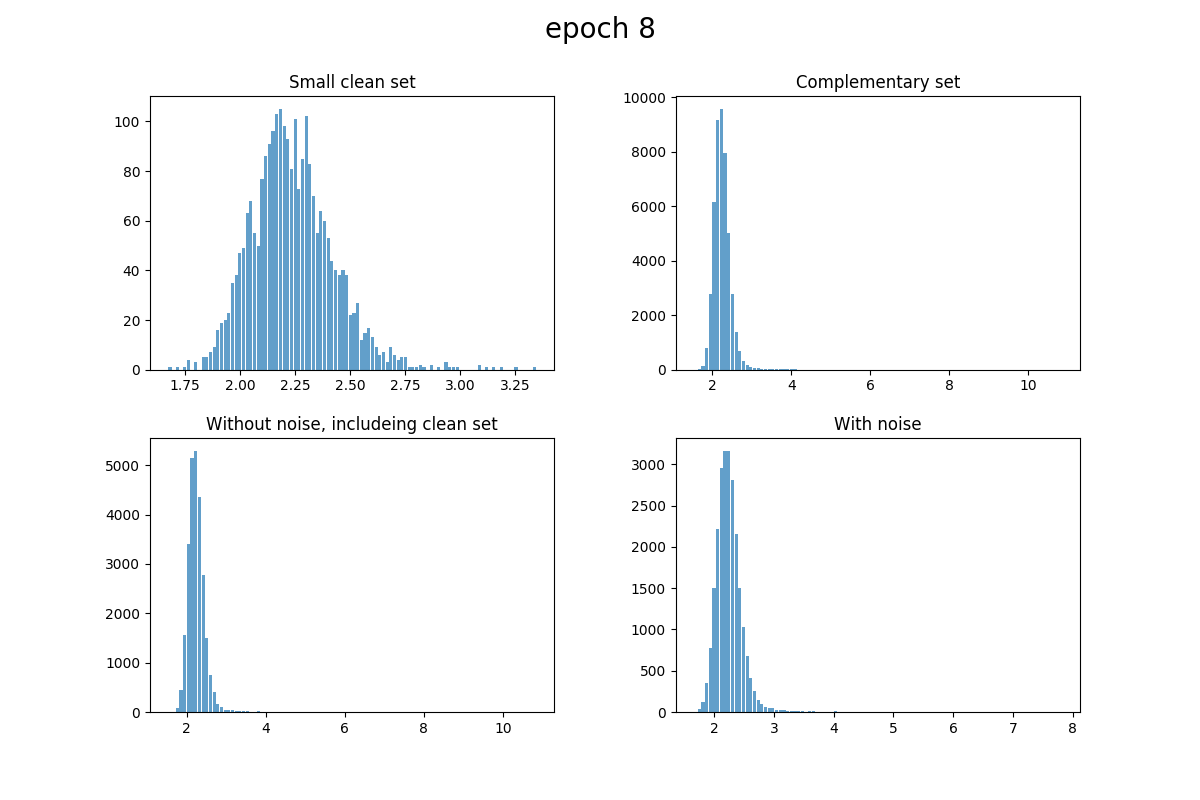 epoch 8
Small clean set
100
80
60
40
20
0
1.75 2.00 2.25 2.50 2.75 3.00 3.25
Complementary set
10000
8000
6000
4000
2000
0
2 4 6 8 10
Without noise, includeing clean set
5000
4000
3000
2000
1000
0
2 4 6 8 10
With noise
3000
2500
2000
1500
1000
500
0
2 3 4 5 6 7 8